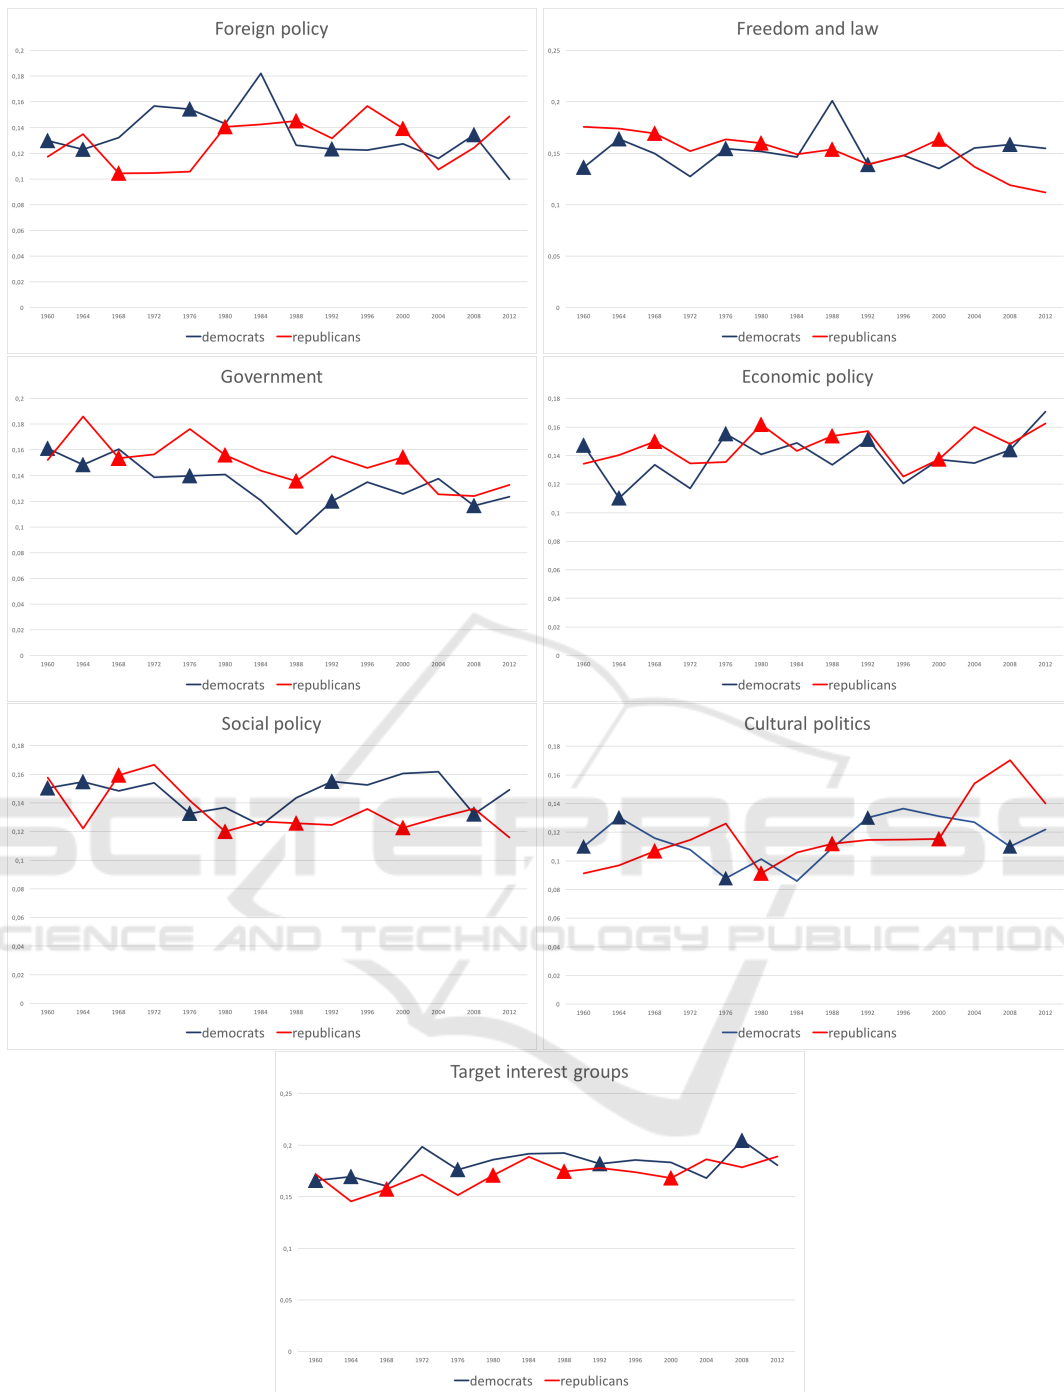 Foreign policy
0,2
0,18
0,16
0,14
0,12
0,1
0,08
0,06
0,04
0,02
0
1960 1964 1968 1972 1976 1980 1984 1988 1992 1996 2000 2004 2008 2012
democrats republicans
Freedom and law
0,25
0,2
0,15
0,1
0,05
0
1960 1964 1968 1972 1976 1980 1984 1988 1992 1996 2000 2004 2008 2012
democrats republicans
Government
0,2
0,18
0,16
0,14
0,12
0,1
0,08
0,06
0,04
0,02
0
1960 1964 1968 1972 1976 1980 1984 1988 1992 1996 2000 2004 2008 2012
democrats republicans
Economic policy
0,18
0,16
0,14
0,12
0,1
0,08
0,06
0,04
0,02
0
1960 1964 1968 1972 1976 1980 1984 1988 1992 1996 2000 2004 2008 2012
democrats republicans
Social policy
0,18
0,16
0,14
0,12
0,1
0,08
0,06
0,04
0,02
0
1960 1964 1968 1972 1976 1980 1984 1988 1992 1996 2000 2004 2008 2012
democrats republicans
Cultural politics
0,18
0,16
0,14
0,12
0,1
0,08
0,06
0,04
0,02
0
1960 1964 1968 1972 1976 1980 1984 1988 1992 1996 2000 2004 2008 2012
democrats republicans
SCITEPRESS
CIENCE AND TECHNOLOGY PUBLICATION
Target interest groups
0,25
0,2
0,15
0,1
0,05
0
1960 1964 1968 1972 1976 1980 1984 1988 1992 1996 2000 2004 2008 2012
democrats republicans